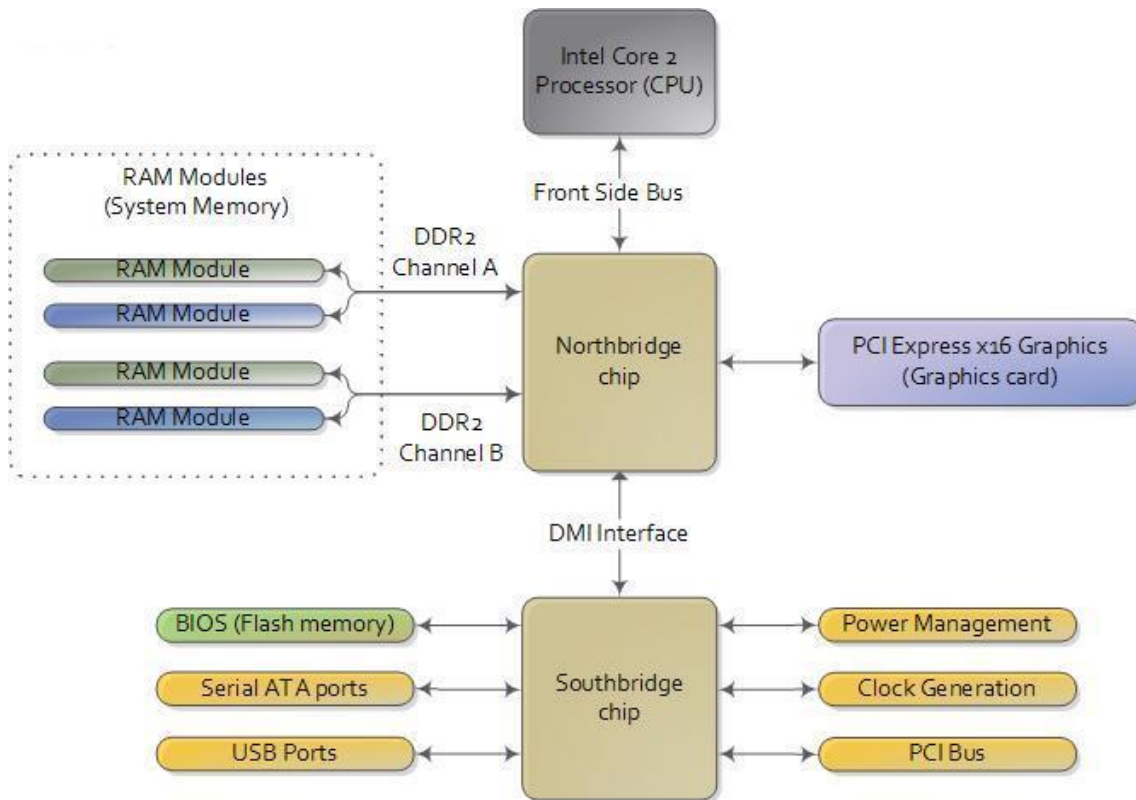 Intel Core 2
Processor (CPU)
Front Side Bus
RAM Modules
(System Memory)
DDR2
Channel A
RAM Module
RAM Module
RAM Module
RAM Module
DDR2
Channel B
Northbridge
chip
PCI Express x16 Graphics
(Graphics card)
DMI Interface
BIOS (Flash memory)
Serial ATA ports
USB Ports
Southbridge
chip
Power Management
Clock Generation
PCI Bus